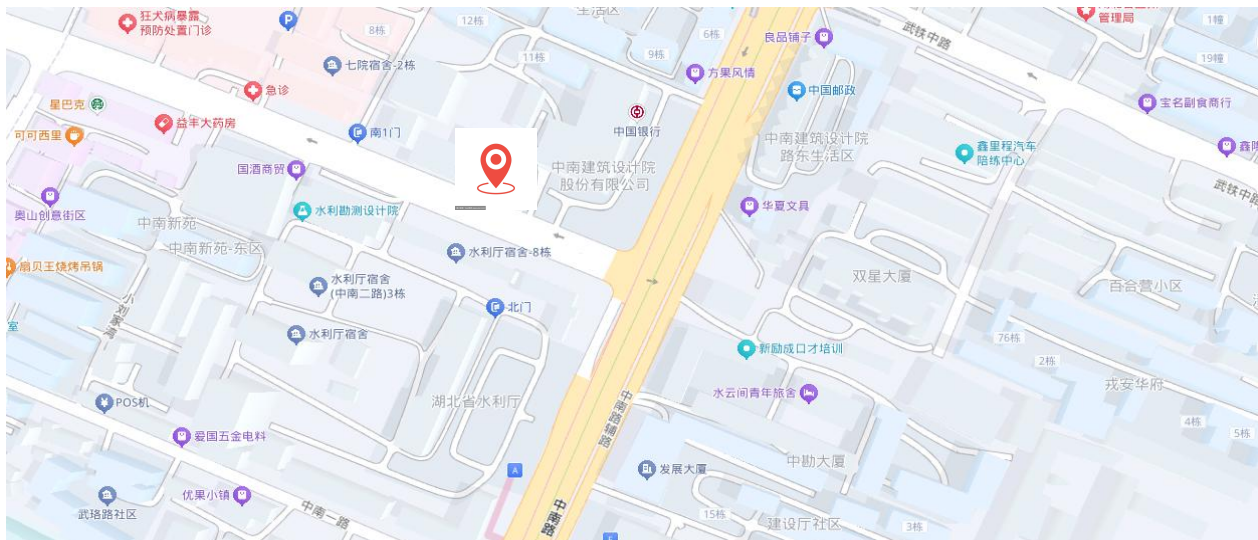 狂犬病暴露
预防处置门诊
P
8栋
12栋
生活区
6栋
良品铺子
武铁中路
管理局
1幢
七院宿舍-2栋
11栋
9栋
方果风情
19幢
急诊
中国邮政
宝名副食商行
星巴克
益丰大药房
南1门
中国银行
中南建筑设计院
路东生活区
鑫里程汽车
陪练中心
可可西里
国酒商贸
中南建筑设计院
股份有限公司
武铁中路
奥山创意街区
中南新苑
水利勘测设计院
华夏文具
中南新苑-东区
水利厅宿舍-8栋
扇贝王烧烤吊锅
水利厅宿舍
(中南二路)3栋
双星大厦
百合营小区
小刘家湾
北门
室
水利厅宿舍
76栋
新励成口才培训
2栋
戎安华府
POS机
湖北省水利厅
中南路辅路
水云间青年旅舍
4栋
5栋
爱国五金电料
A
发展大厦
中勘大厦
优果小镇
中南一路
中南路
武珞路社区
15栋
建设厅社区
3栋